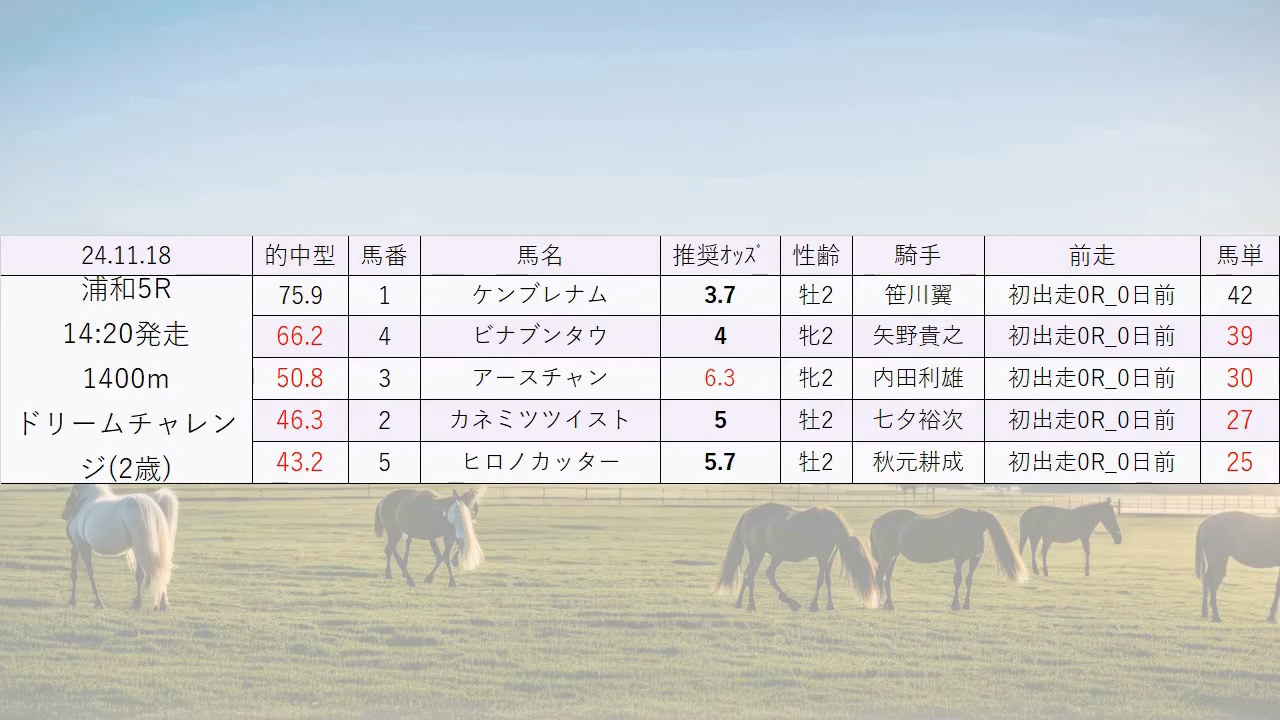 24.11.18 的中型 馬番 馬名 推奨ｵｯｽﾞ 性齢 騎手 前走 馬単
浦和5R
14:20発走
1400m
ドリームチャレン
ジ(2歳)
75.9 1 ケンブレナム 3.7 牡2 笹川翼 初出走0R_0日前 42
66.2 4 ビナブンタウ 4 牝2 矢野貴之 初出走0R_0日前 39
50.8 3 アースチャン 6.3 牝2 内田利雄 初出走0R_0日前 30
46.3 2 カネミツツイスト 5 牡2 七夕裕次 初出走0R_0日前 27
43.2 5 ヒロノカッター 5.7 牡2 秋元耕成 初出走0R_0日前 25